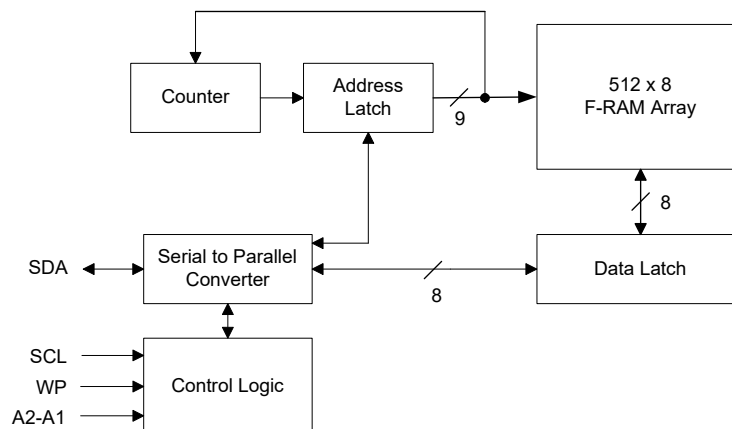 Counter
Address
Latch
9
512 x 8
F-RAM Array
8
SDA
Serial to Parallel
Converter
8
Data Latch
SCL
WP
A2-A1
Control Logic